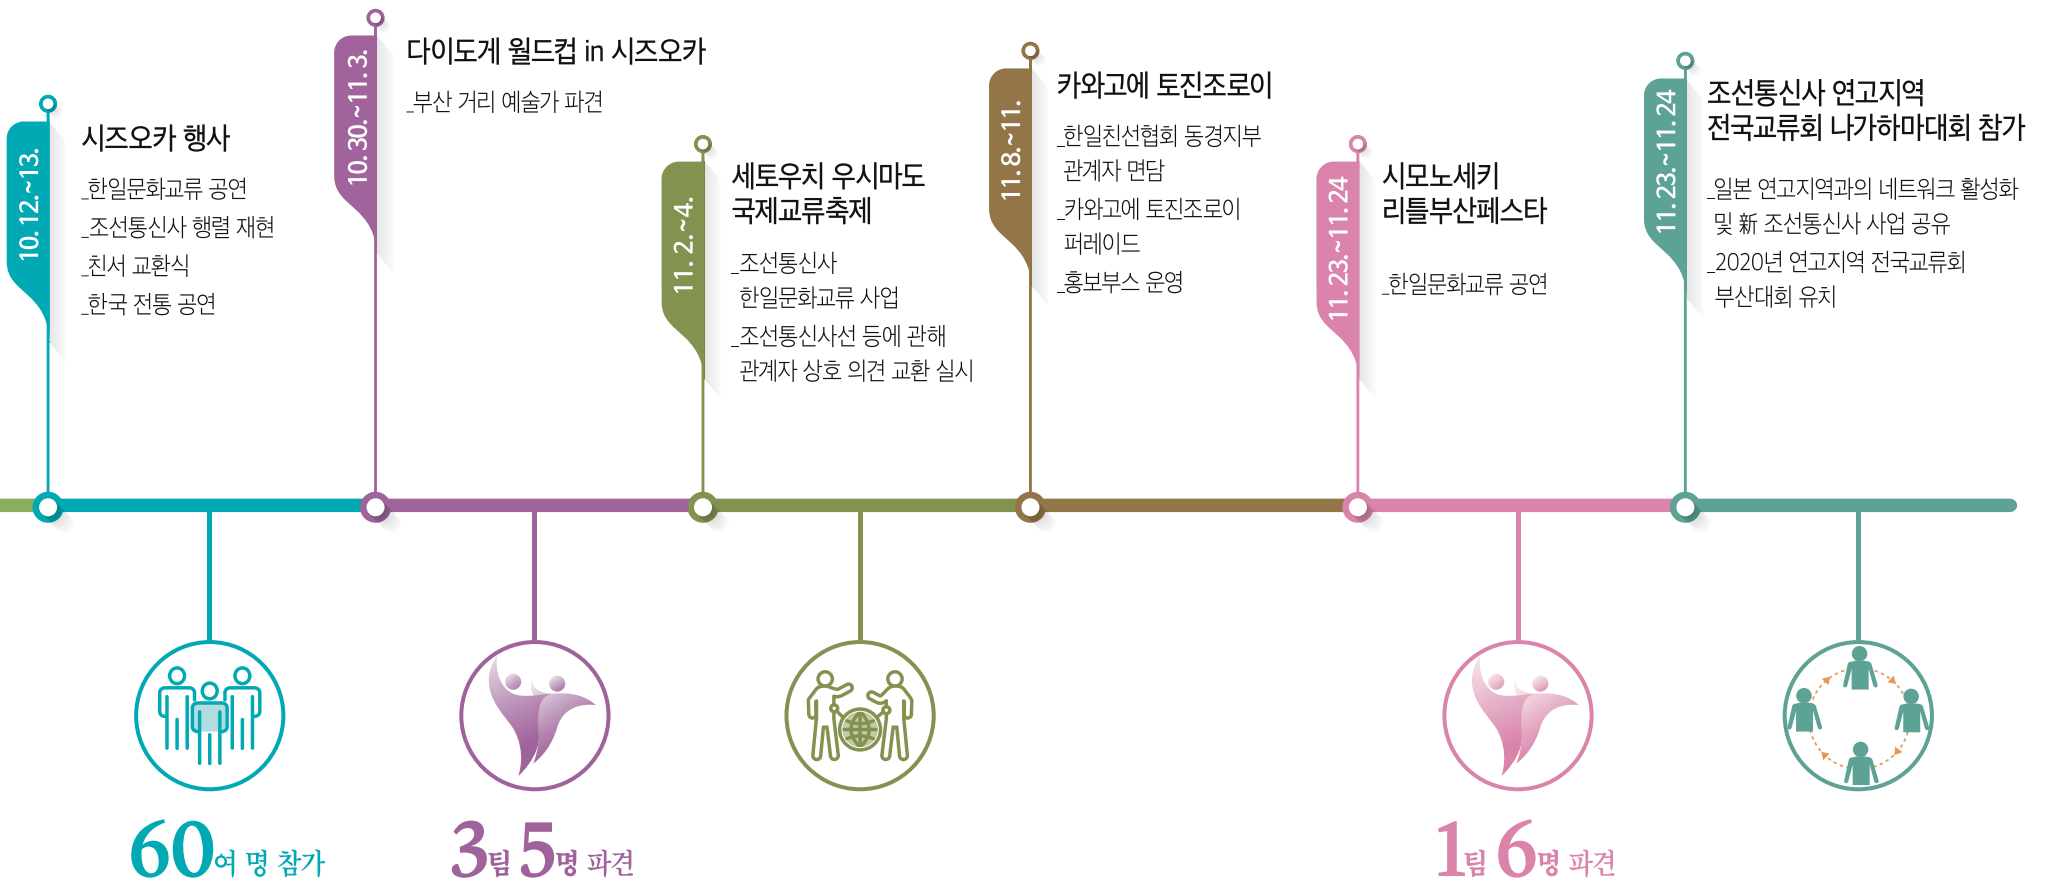 10. 12.~13.
시즈오카 행사
_한일문화교류 공연
_조선통신사 행렬 재현
_친서 교환식
_한국 전통 공연
60여 명 참가
10. 30.~11. 3.
다이도게 월드컵 in 시즈오카
_부산 거리 예술가 파견
3팀 5명 파견
11. 2. ~4.
세토우치 우시마도
국제교류축제
_조선통신사
한일문화교류 사업
_조선통신사선 등에 관해
관계자 상호 의견 교환 실시
11. 8.~11.
카와고에 토진조로이
_한일친선협회 동경지부
관계자 면담
_카와고에 토진조로이
퍼레이드
_홍보부스 운영
11. 23.~11. 24
시모노세키
리틀부산페스타
_한일문화교류 공연
1팀 6명 파견
11. 23.~11. 24
조선통신사 연고지역
전국교류회 나가하마대회 참가
_일본 연고지역과의 네트워크 활성화
및 新 조선통신사 사업 공유
_2020년 연고지역 전국교류회
부산대회 유치